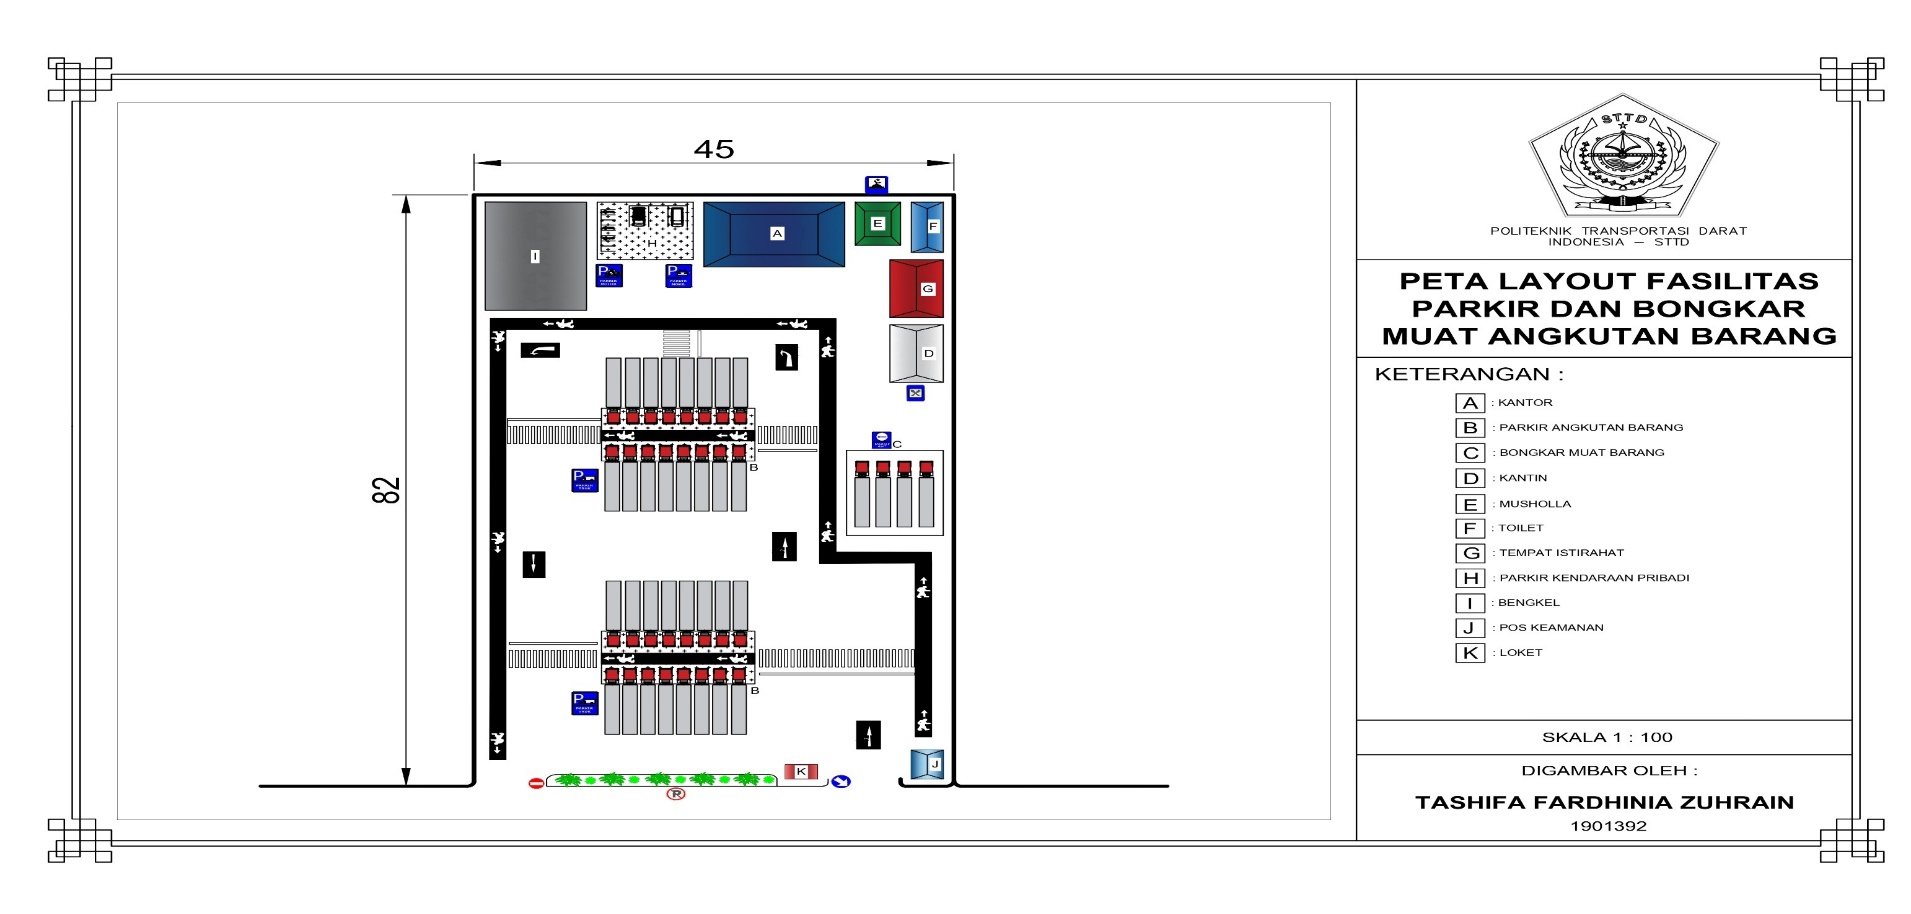 45
82
I
H
A
E
F
G
D
P
P
C
B
P
B
P
K
J
R
STTD
POLITEKNIK TRANSPORTASI DARAT
INDONESIA – STTD
PETA LAYOUT FASILITAS
PARKIR DAN BONGKAR
MUAT ANGKUTAN BARANG
KETERANGAN :
A : KANTOR
B : PARKIR ANGKUTAN BARANG
C : BONGKAR MUAT BARANG
D : KANTIN
E : MUSHOLLA
F : TOILET
G : TEMPAT ISTIRAHAT
H : PARKIR KENDARAAN PRIBADI
I : BENGKEL
J : POS KEAMANAN
K : LOKET
SKALA 1 : 100
DIGAMBAR OLEH :
TASHIFA FARDHINIA ZUHRAIN
1901392